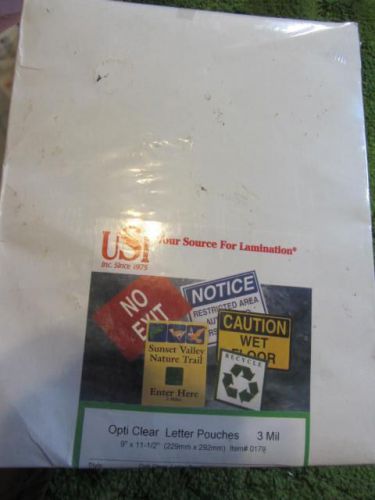 USI Your Source For Lamination®
Inc. Since 1975
NO
EXIT
NOTICE
RESTRICTED AREA
CAUTION
WET
FLOOR
Sunset Valley
Nature Trail
Enter Here
RECYCLE
Opti Clear Letter Pouches 3 Mil
9" x 11-1/2" (229mm x 292mm) Item# 0179